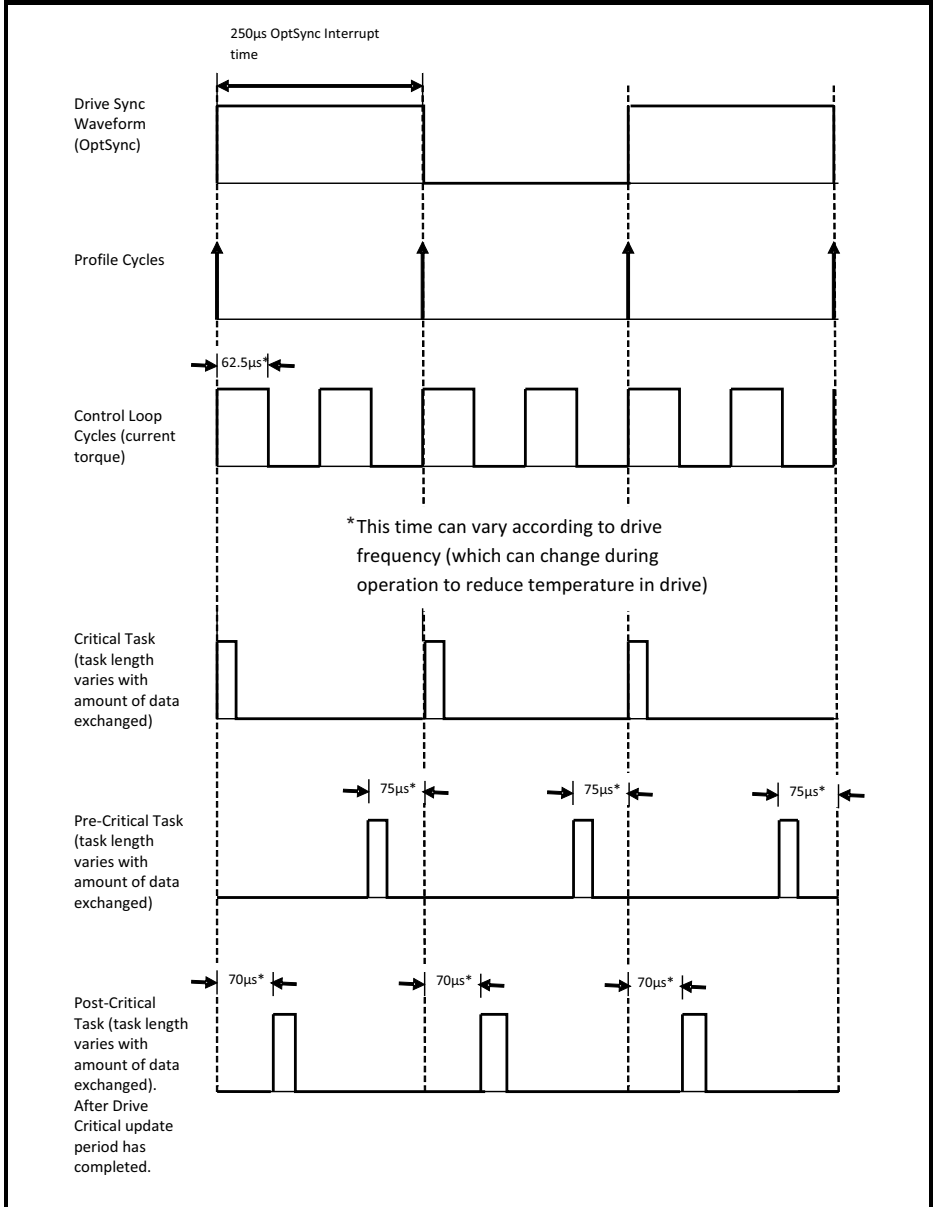 250µs OptSync Interrupt
time
Drive Sync
Waveform
(OptSync)
Profile Cycles
62.5µs*
Control Loop
Cycles (current
torque)
*This time can vary according to drive
frequency (which can change during
operation to reduce temperature in drive)
Critical Task
(task length
varies with
amount of data
exchanged)
75µs*
75µs*
75µs*
Pre-Critical Task
(task length
varies with
amount of data
exchanged)
70µs*
70µs*
70µs*
Post-Critical
Task (task length
varies with
amount of data
exchanged).
After Drive
Critical update
period has
completed.